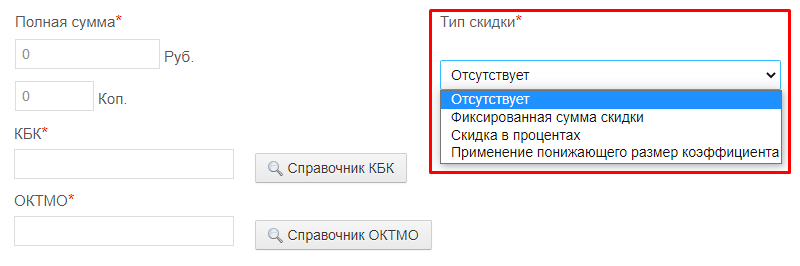 Полная сумма*
0 Руб.
0 Коп.
КБК*
Справочник КБК
ОКТМО*
Справочник ОКТМО
Тип скидки*
Отсутствует
Отсутствует
Фиксированная сумма скидки
Скидка в процентах
Применение понижающего размер коэффициента